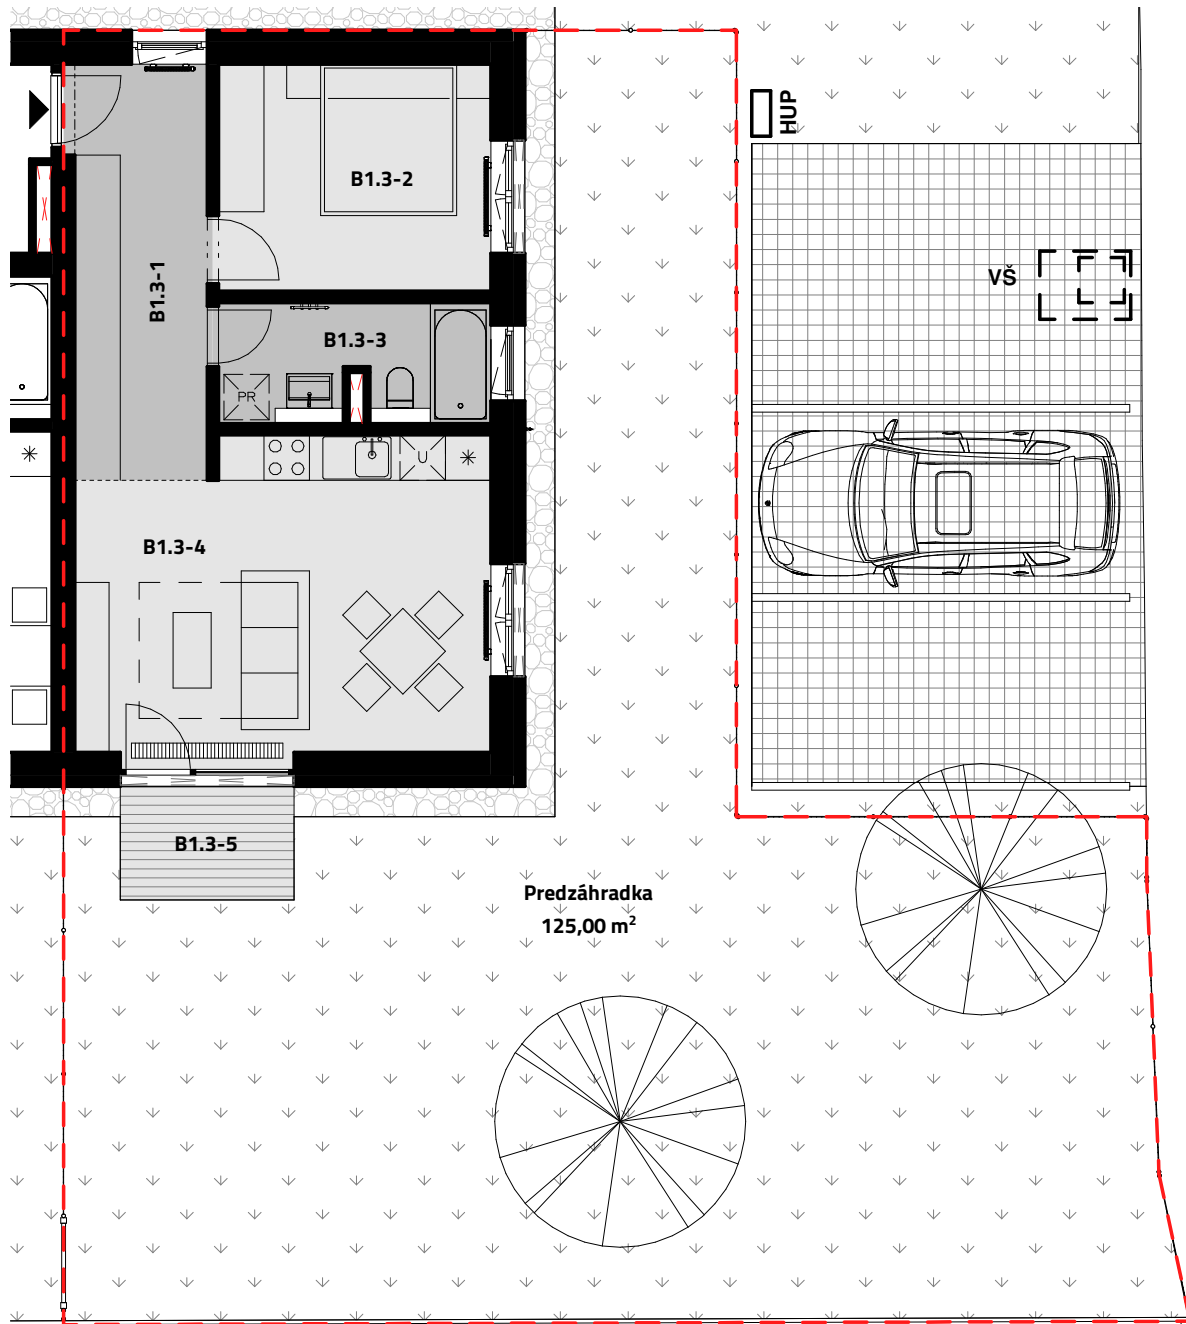 HUP
B1.3-2
B1.3-1
VŠ
B1.3-3
PR
U
B1.3-4
B1.3-5
Predzáhradka
125,00 m²